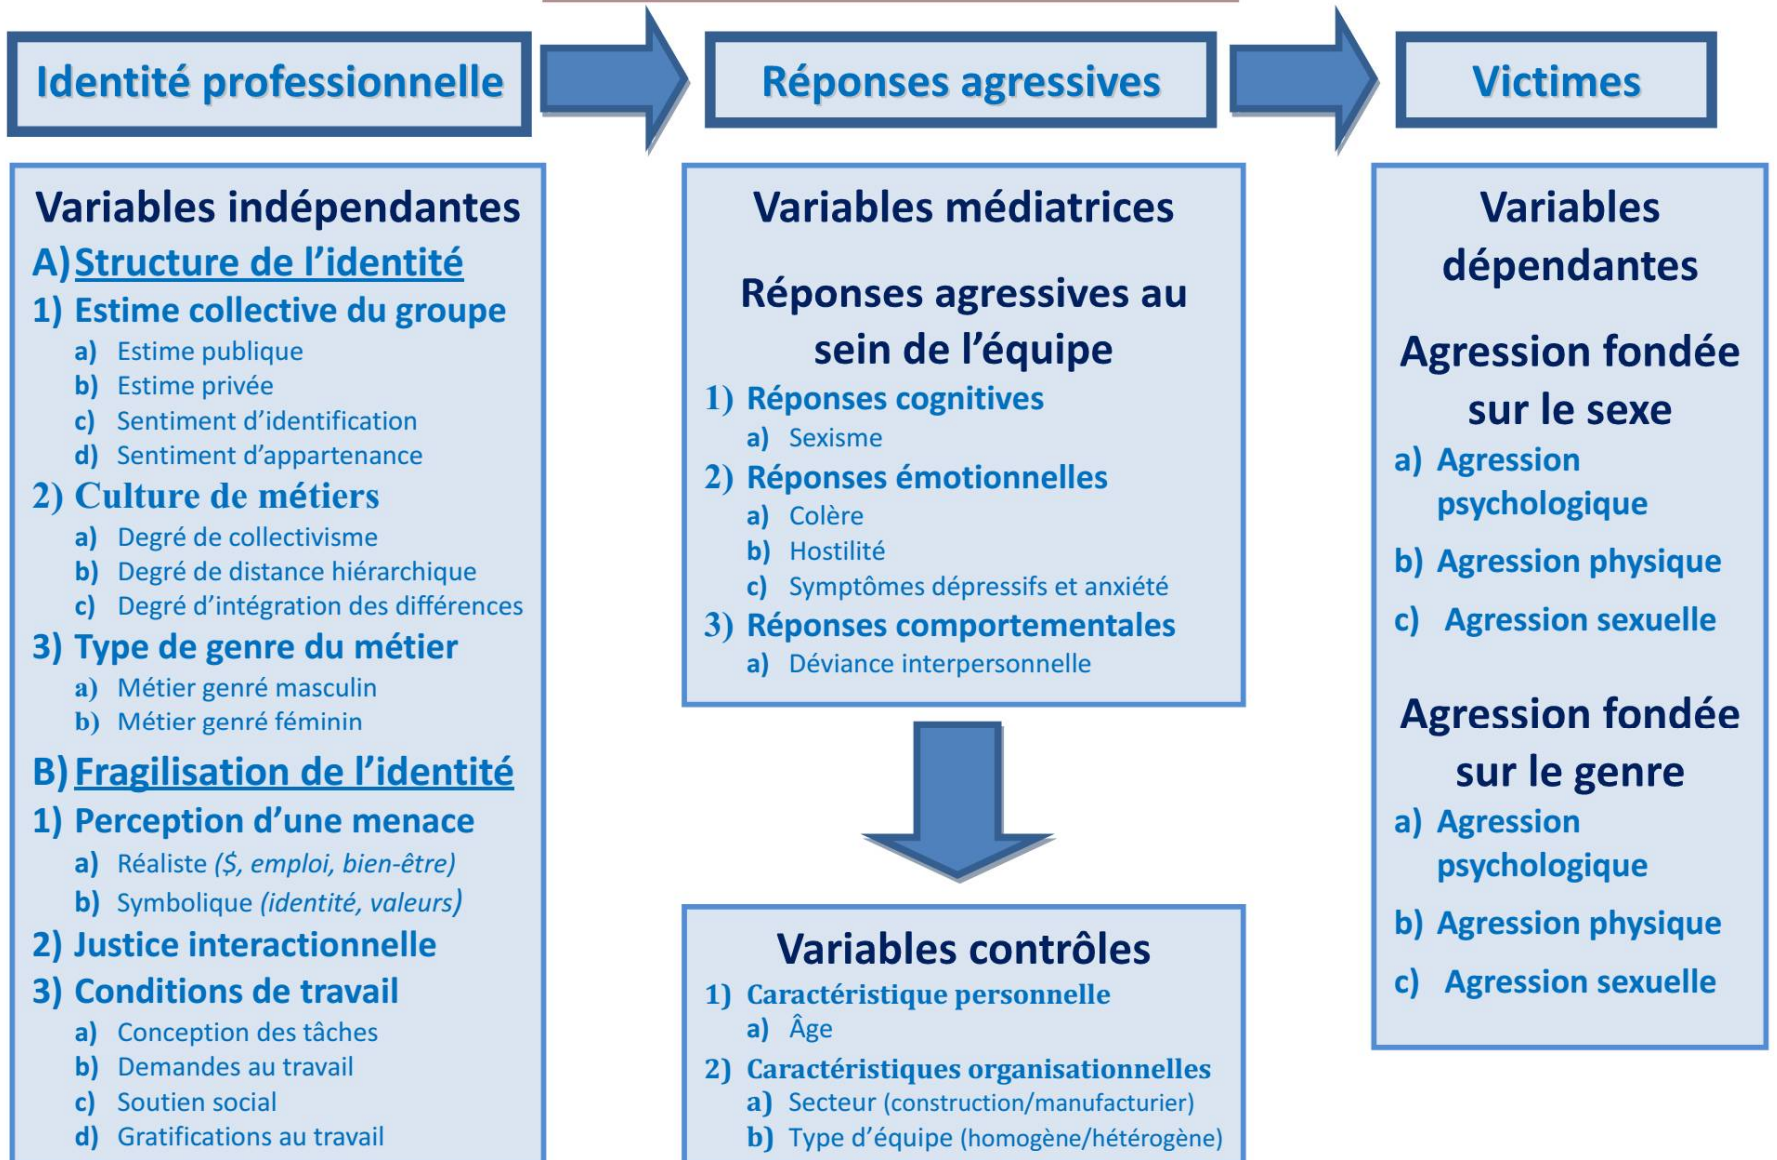 Identité professionnelle
Réponses agressives
Victimes
Variables indépendantes
A) Structure de l'identité
1) Estime collective du groupe
a) Estime publique
b) Estime privée
c) Sentiment d'identification
d) Sentiment d'appartenance
2) Culture de métiers
a) Degré de collectivisme
b) Degré de distance hiérarchique
c) Degré d'intégration des différences
3) Type de genre du métier
a) Métier genré masculin
b) Métier genré féminin
B) Fragilisation de l'identité
1) Perception d'une menace
a) Réaliste ($, emploi, bien-être)
b) Symbolique (identité, valeurs)
2) Justice interactionnelle
3) Conditions de travail
a) Conception des tâches
b) Demandes au travail
c) Soutien social
d) Gratifications au travail
Variables médiatrices
Réponses agressives au
sein de l'équipe
1) Réponses cognitives
a) Sexisme
2) Réponses émotionnelles
a) Colère
b) Hostilité
c) Symptômes dépressifs et anxiété
3) Réponses comportementales
a) Déviance interpersonnelle
Variables contrôles
1) Caractéristique personnelle
a) Âge
2) Caractéristiques organisationnelles
a) Secteur (construction/manufacturier)
b) Type d'équipe (homogène/hétérogène)
Variables
dépendantes
Agression fondée
sur le sexe
a) Agression
psychologique
b) Agression physique
c) Agression sexuelle
Agression fondée
sur le genre
a) Agression
psychologique
b) Agression physique
c) Agression sexuelle